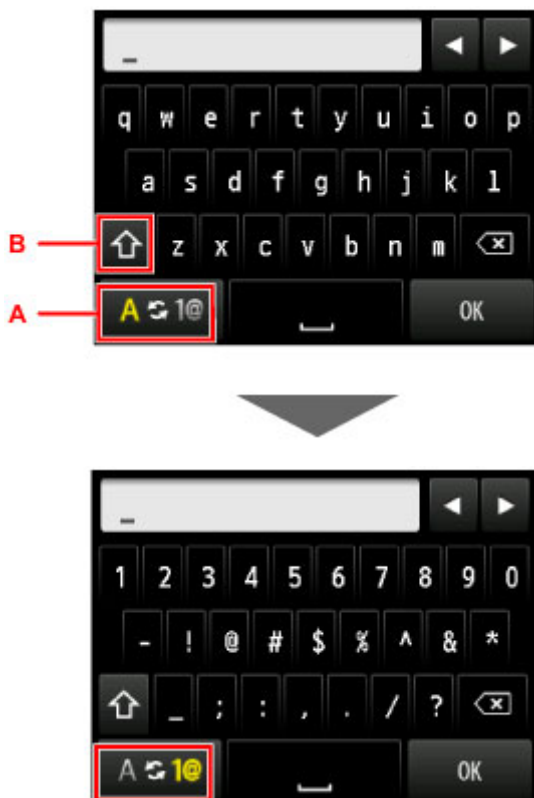 _
q w e r t y u i o p
a s d f g h j k l
B z x c v b n m
A A 1@ OK
_
1 2 3 4 5 6 7 8 9 0
- ! @ # $ % ^ & *
_ ; : , . / ?
A 1@ OK